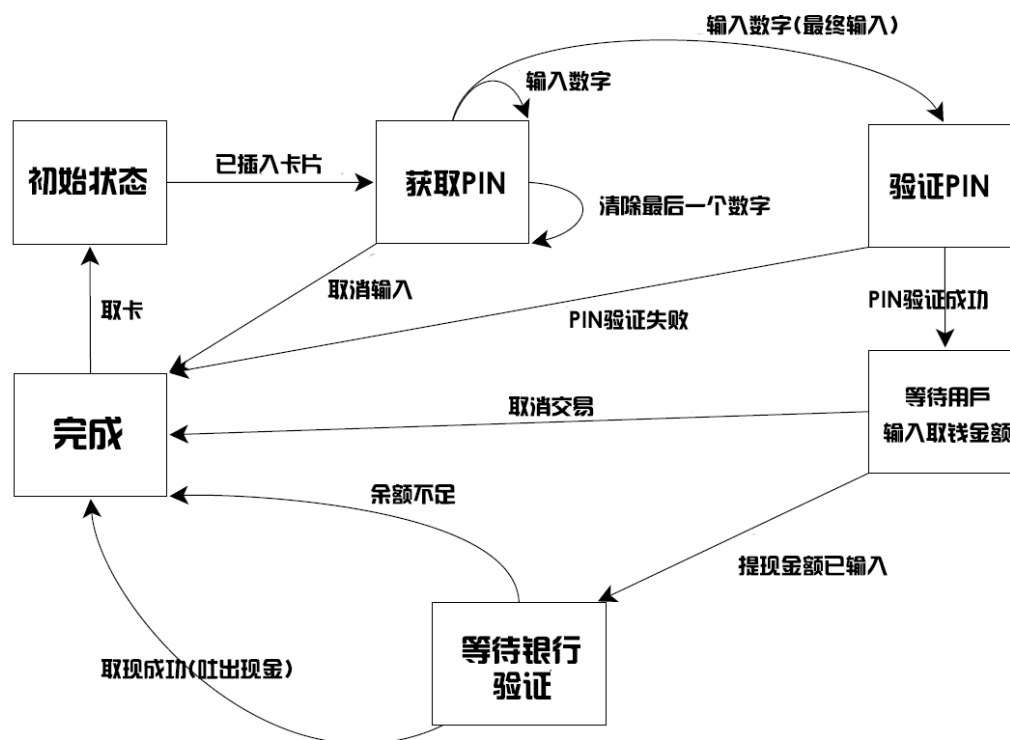 输入数字(最终输入)
输入数字
初始状态
已插入卡片
获取PIN
验证PIN
清除最后一个数字
取消输入
取卡
PIN验证失败
PIN验证成功
完成
取消交易
等待用户
输入取钱金额
余额不足
提现金额已输入
等待银行
验证
取现成功(吐出现金)